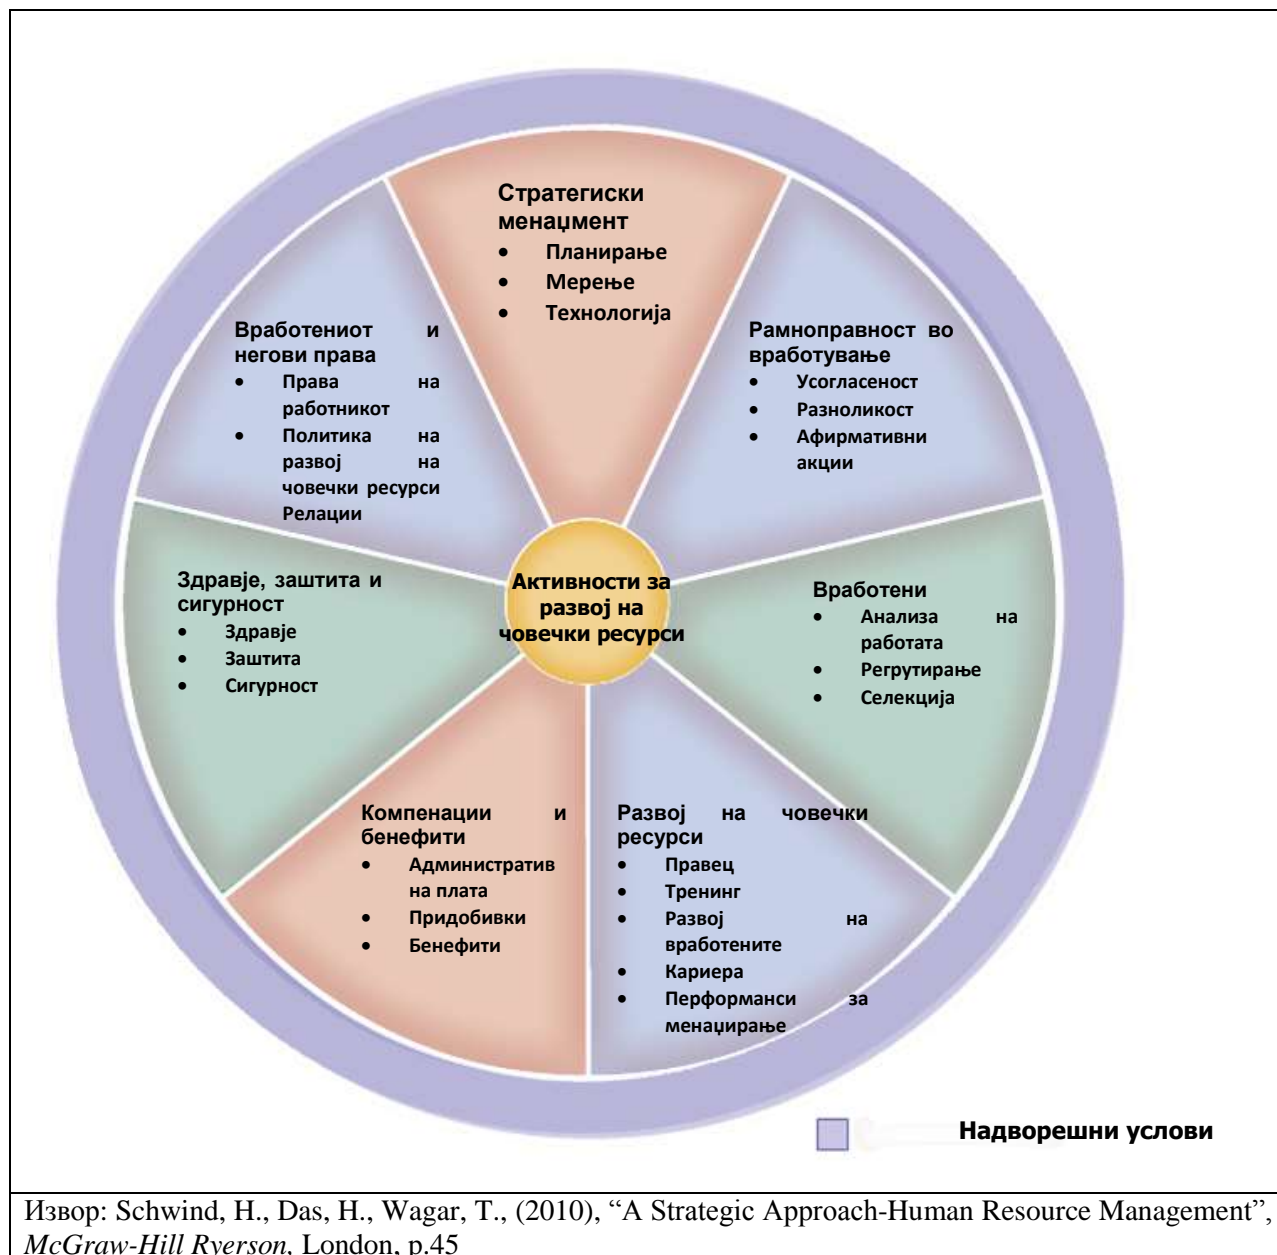 Стратегиски
менаџмент
• Планирање
• Мерење
• Технологија
Рамноправност во
вработување
• Усогласеност
• Разноликост
• Афирмативни
акции
Вработени
• Анализа на
работата
• Регрутирање
• Селекција
Развој на човечки
ресурси
• Правец
• Тренинг
• Развој на
вработените
• Кариера
• Перформанси за
менаџирање
Компенации и
бенефити
• Административ
на плата
• Придобивки
• Бенефити
Здравје, заштита и
сигурност
• Здравје
• Заштита
• Сигурност
Вработениот и
негови права
• Права на
работникот
• Политика на
развој на
човечки ресурси
Релации
Активности за
развој на
човечки ресурси
Надворешни услови
Извор: Schwind, H., Das, H., Wagar, T., (2010), “A Strategic Approach-Human Resource Management”,
McGraw-Hill Ryerson, London, p.45